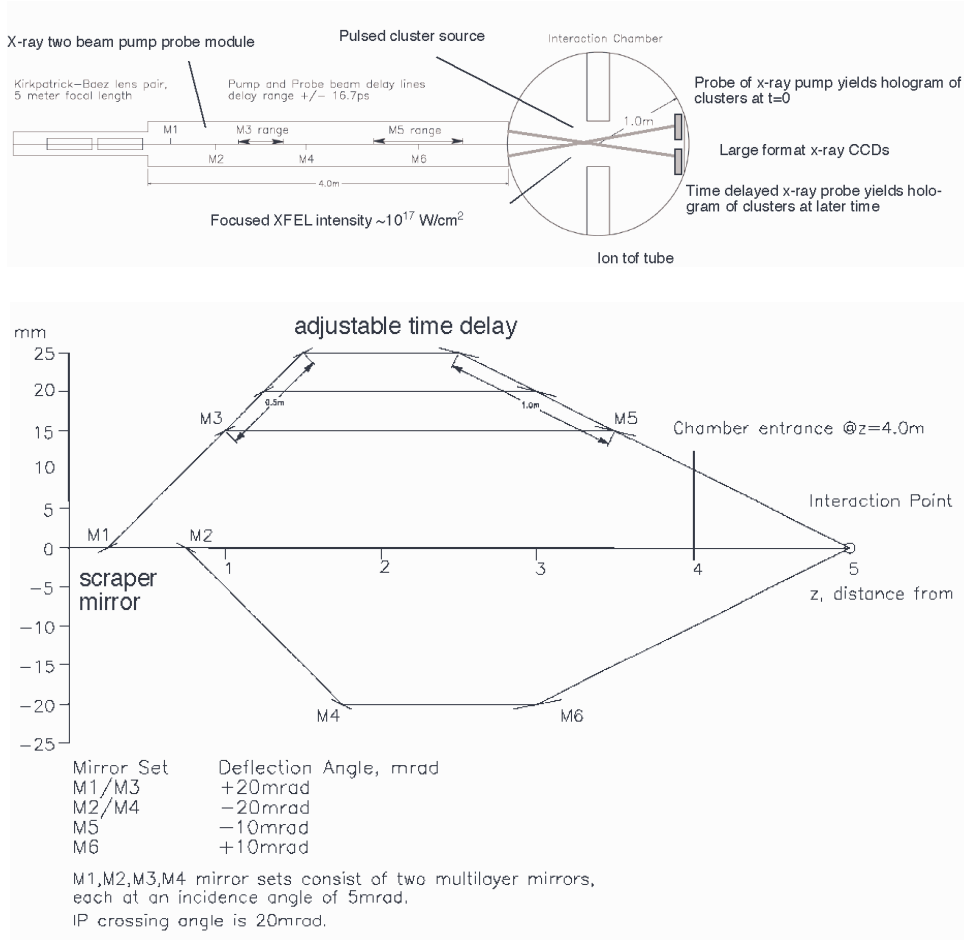 X-ray two beam pump probe module
Pulsed cluster source
Interaction Chamber
Kirkpatrick-Baez lens pair,
5 meter focal length
Pump and Probe beam delay lines
delay range +/- 16.7ps
Probe of x-ray pump yields hologram
of clusters at t=0
M1
M3 range
M5 range
1.0m
M2
M4
M6
Large format x-ray CCDs
4.0m
Time delayed x-ray probe yields holo-
gram of clusters at later time
Focused XFEL intensity ~10¹⁷ W/cm²
Ion tof tube
mm
adjustable time delay
25
20
0.5m
1.0m
M3
M5
15
Chamber entrance @z=4.0m
10
5
Interaction Point
M1
M2
0
1
2
3
4
5
scraper
mirror
z, distance from
-5
-10
-15
-20
M4
M6
-25
Mirror Set Deflection Angle, mrad
M1/M3 +20mrad
M2/M4 -20mrad
M5 -10mrad
M6 +10mrad
M1,M2,M3,M4 mirror sets consist of two multilayer mirrors,
each at an incidence angle of 5mrad.
IP crossing angle is 20mrad.